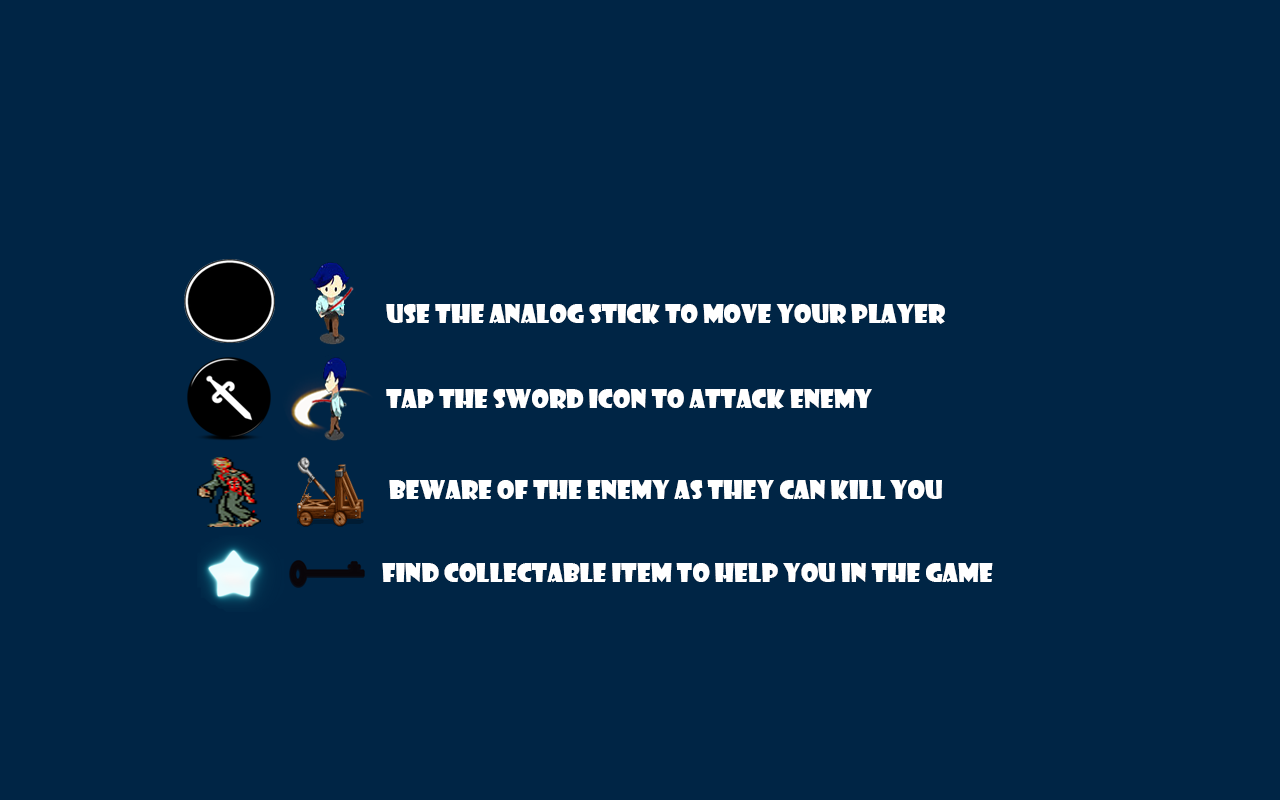 USE THE ANALOG STICK TO MOVE YOUR PLAYER
TAP THE SWORD ICON TO ATTACK ENEMY
BEWARE OF THE ENEMY AS THEY CAN KILL YOU
FIND COLLECTABLE ITEM TO HELP YOU IN THE GAME